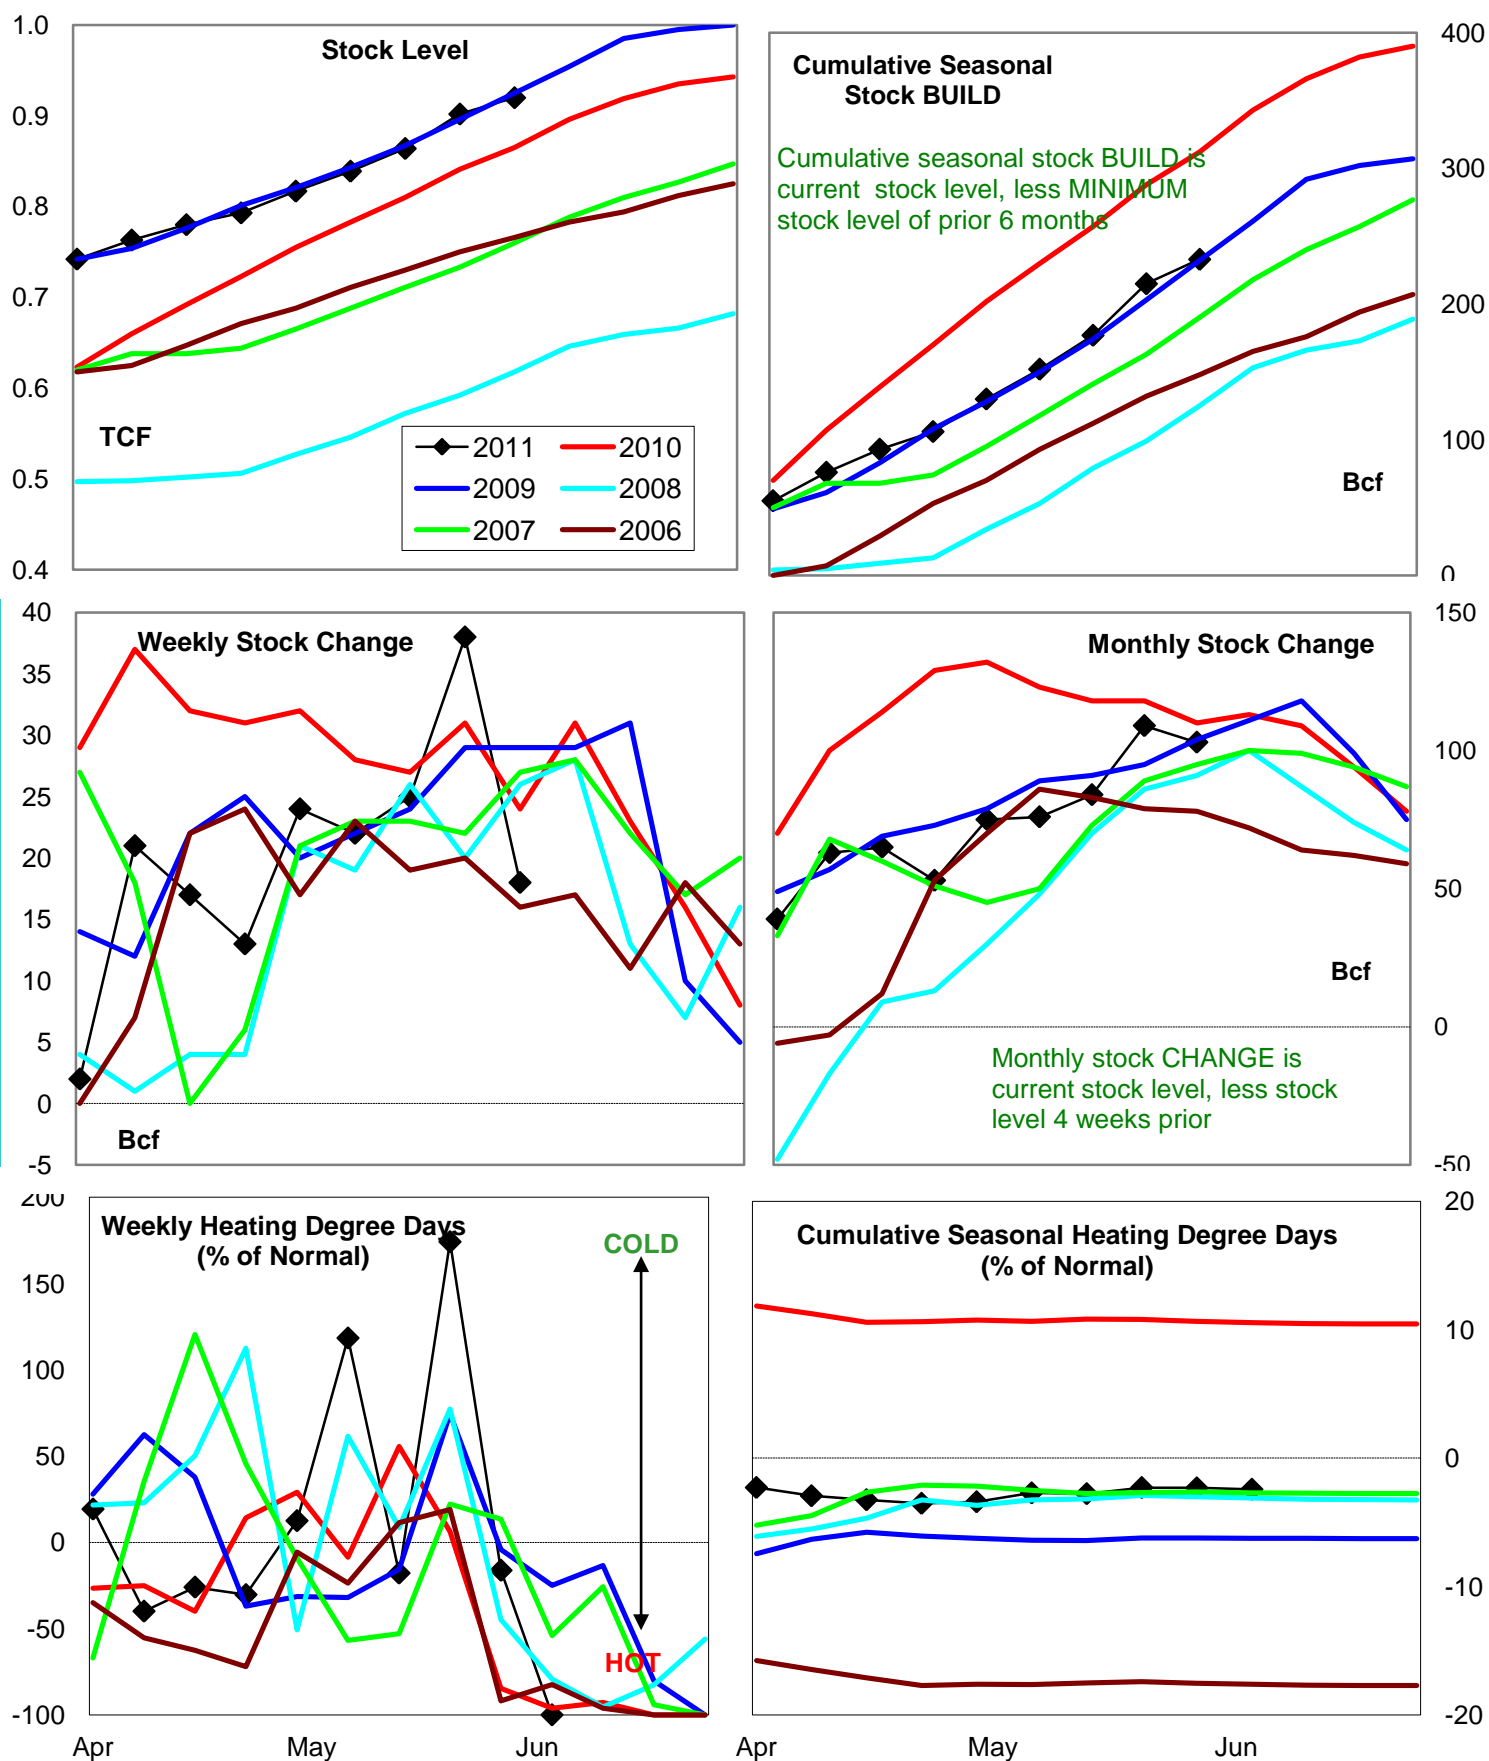 Stock Level
1.0
0.9
0.8
0.7
0.6
0.5
0.4
TCF
2011
2010
2009
2008
2007
2006
Cumulative Seasonal
Stock BUILD
Cumulative seasonal stock BUILD is
current stock level, less MINIMUM
stock level of prior 6 months
Bcf
400
300
200
100
0
Weekly Stock Change
40
35
30
25
20
15
10
5
0
-5
Bcf
Monthly Stock Change
150
100
50
0
-50
Bcf
Monthly stock CHANGE is
current stock level, less stock
level 4 weeks prior
Weekly Heating Degree Days
(% of Normal)
200
150
100
50
0
-50
-100
COLD
HOT
Apr
May
Jun
Cumulative Seasonal Heating Degree Days
(% of Normal)
20
10
0
-10
-20
Apr
May
Jun